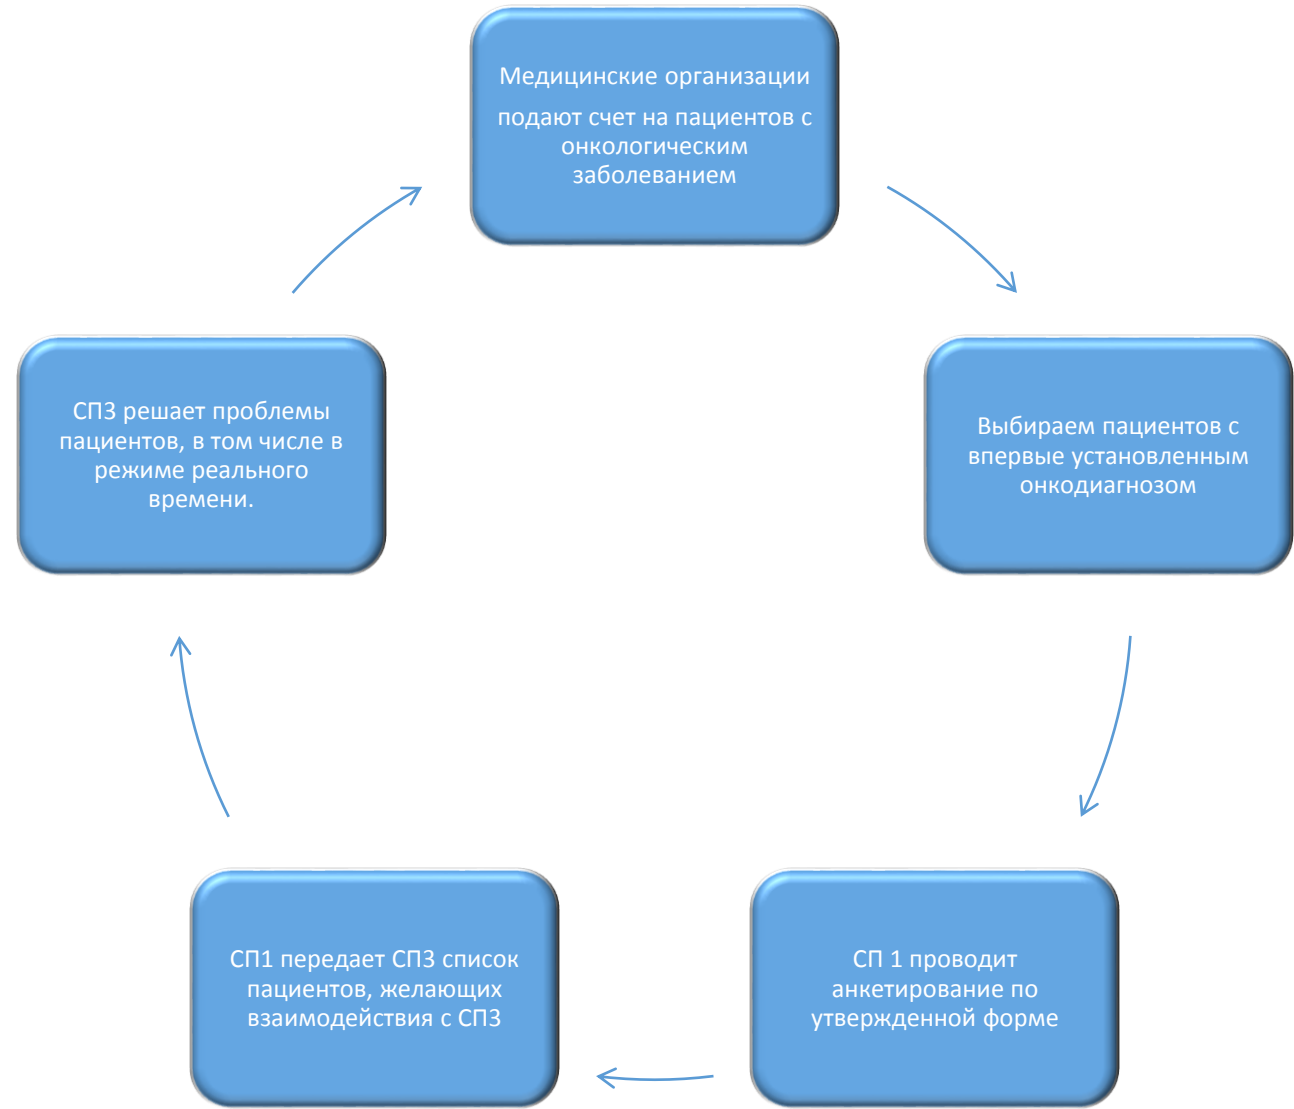 Медицинские организации
подают счет на пациентов с
онкологическим
заболеванием
Выбираем пациентов с
впервые установленным
онкодиагнозом
СП 1 проводит
анкетирование по
утвержденной форме
СП1 передает СП3 список
пациентов, желающих
взаимодействия с СП3
СП3 решает проблемы
пациентов, в том числе в
режиме реального
времени.